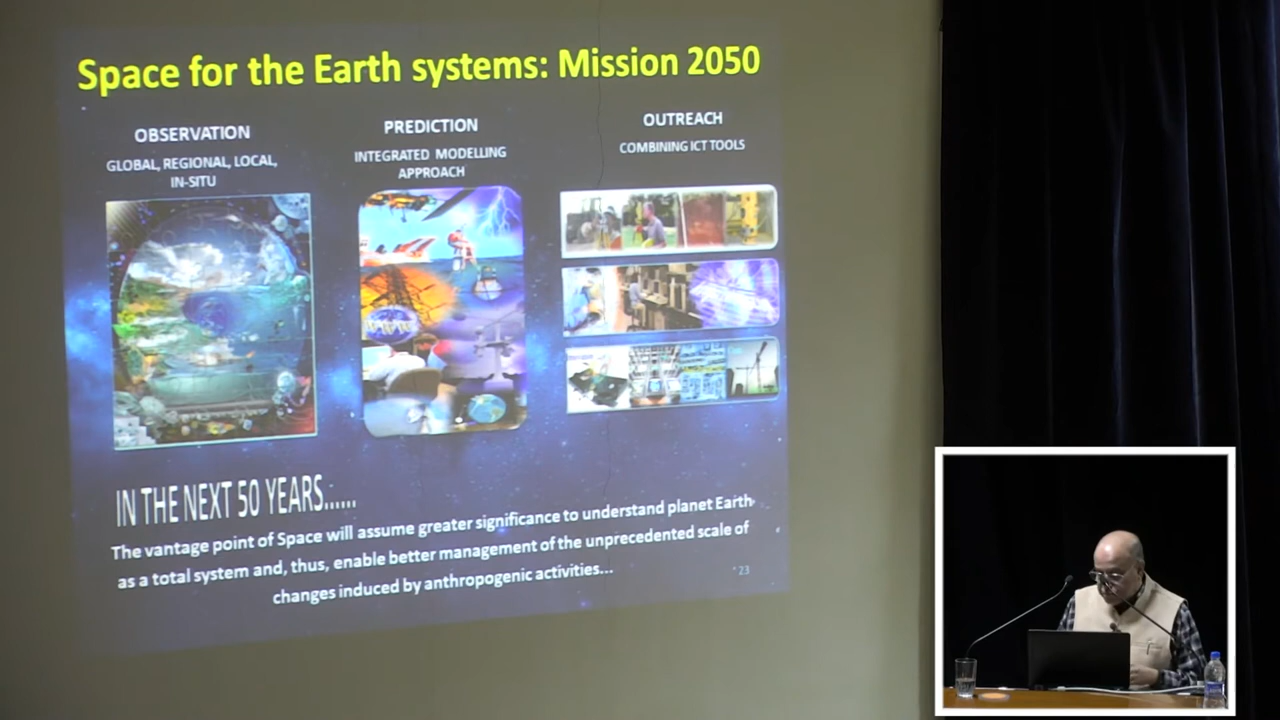 Space for the Earth systems: Mission 2050
OBSERVATION
GLOBAL, REGIONAL, LOCAL,
IN-SITU
PREDICTION
INTEGRATED MODELLING
APPROACH
OUTREACH
COMBINING ICT TOOLS
IN THE NEXT 50 YEARS......
The vantage point of Space will assume greater significance to understand planet Earth
as a total system and, thus, enable better management of the unprecedented scale of
changes induced by anthropogenic activities...
23